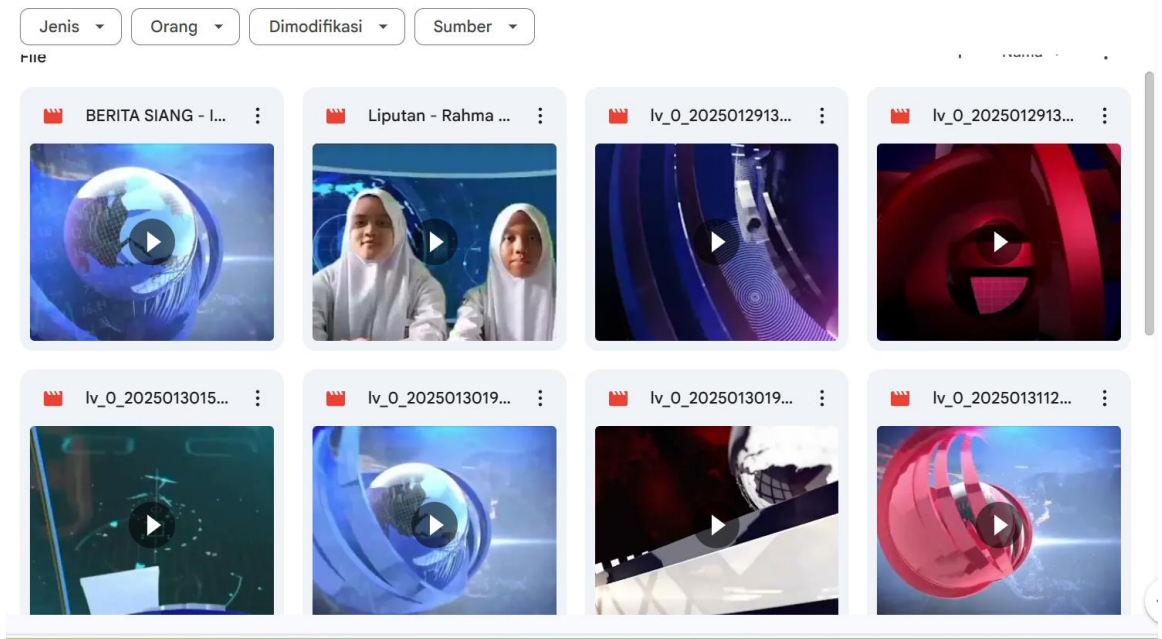 Jenis Orang Dimodifikasi Sumber
File
BERITA SIANG - I... Liputan - Rahma ... lv_0_2025012913... lv_0_2025012913...
lv_0_2025013015... lv_0_2025013019... lv_0_2025013019... lv_0_2025013112...